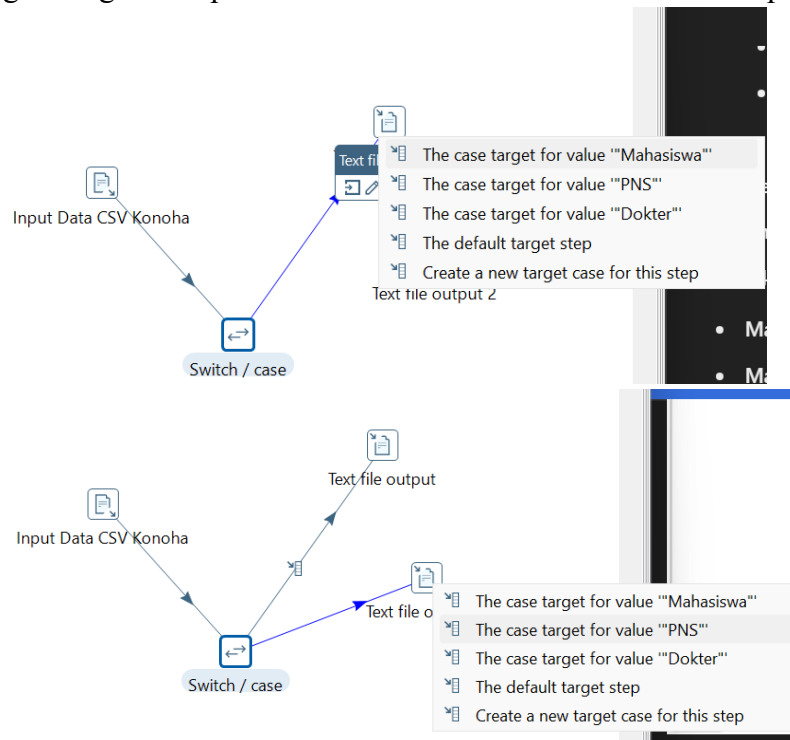 Text fil
The case target for value '"Mahasiswa"'
The case target for value '"PNS"'
The case target for value '"Dokter"'
The default target step
Create a new target case for this step
Input Data CSV Konoha
Text file output 2
Switch / case
Ma
Ma
Text file output
Input Data CSV Konoha
Text file o
The case target for value '"Mahasiswa"'
The case target for value '"PNS"'
The case target for value '"Dokter"'
The default target step
Create a new target case for this step
Switch / case